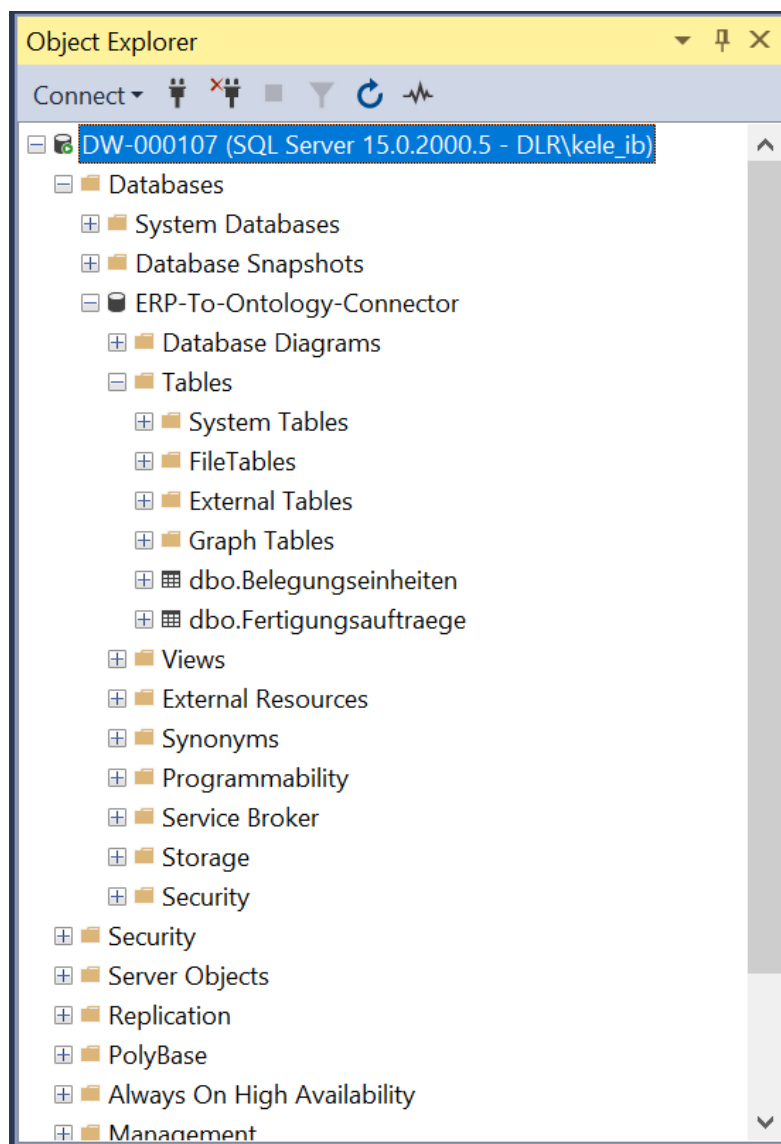 Object Explorer
Connect
DW-000107 (SQL Server 15.0.2000.5 - DLR\kele_ib)
Databases
System Databases
Database Snapshots
ERP-To-Ontology-Connector
Database Diagrams
Tables
System Tables
FileTables
External Tables
Graph Tables
dbo.Belegungseinheiten
dbo.Fertigungsauftraege
Views
External Resources
Synonyms
Programmability
Service Broker
Storage
Security
Security
Server Objects
Replication
PolyBase
Always On High Availability
Management